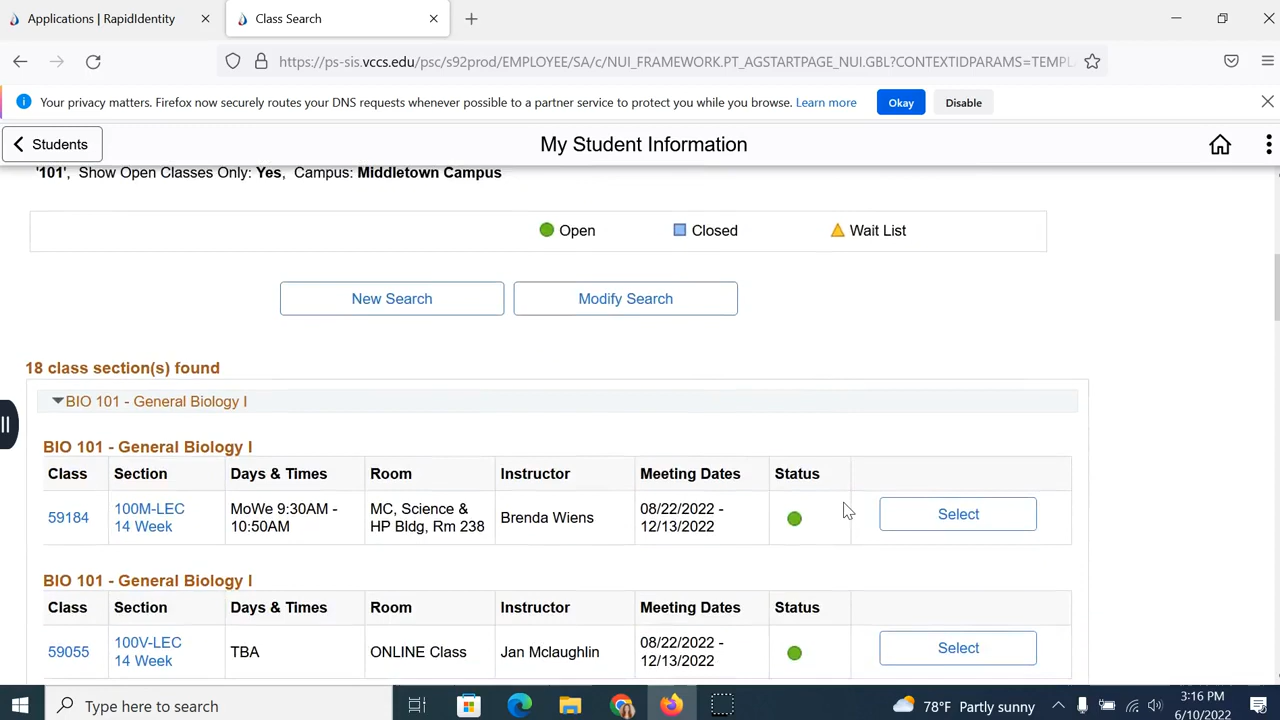 Applications | RapidIdentity
Class Search
https://ps-sis.vccs.edu/psc/s92prod/EMPLOYEE/SA/c/NUI_FRAMEWORK.PT_AGSTARTPAGE_NUI.GBL?CONTEXTIDPARAMS=TEMPL
Your privacy matters. Firefox now securely routes your DNS requests whenever possible to a partner service to protect you while you browse. Learn more Okay Disable
Students My Student Information
'101', Show Open Classes Only: Yes, Campus: Middletown Campus
Open Closed Wait List
New Search Modify Search
18 class section(s) found
BIO 101 - General Biology I
BIO 101 - General Biology I
Class Section Days & Times Room Instructor Meeting Dates Status
59184 100M-LEC 14 Week MoWe 9:30AM - 10:50AM MC, Science & HP Bldg, Rm 238 Brenda Wiens 08/22/2022 - 12/13/2022 Select
BIO 101 - General Biology I
Class Section Days & Times Room Instructor Meeting Dates Status
59055 100V-LEC 14 Week TBA ONLINE Class Jan Mclaughlin 08/22/2022 - 12/13/2022 Select
Type here to search 78°F Partly sunny 3:16 PM 6/10/2022